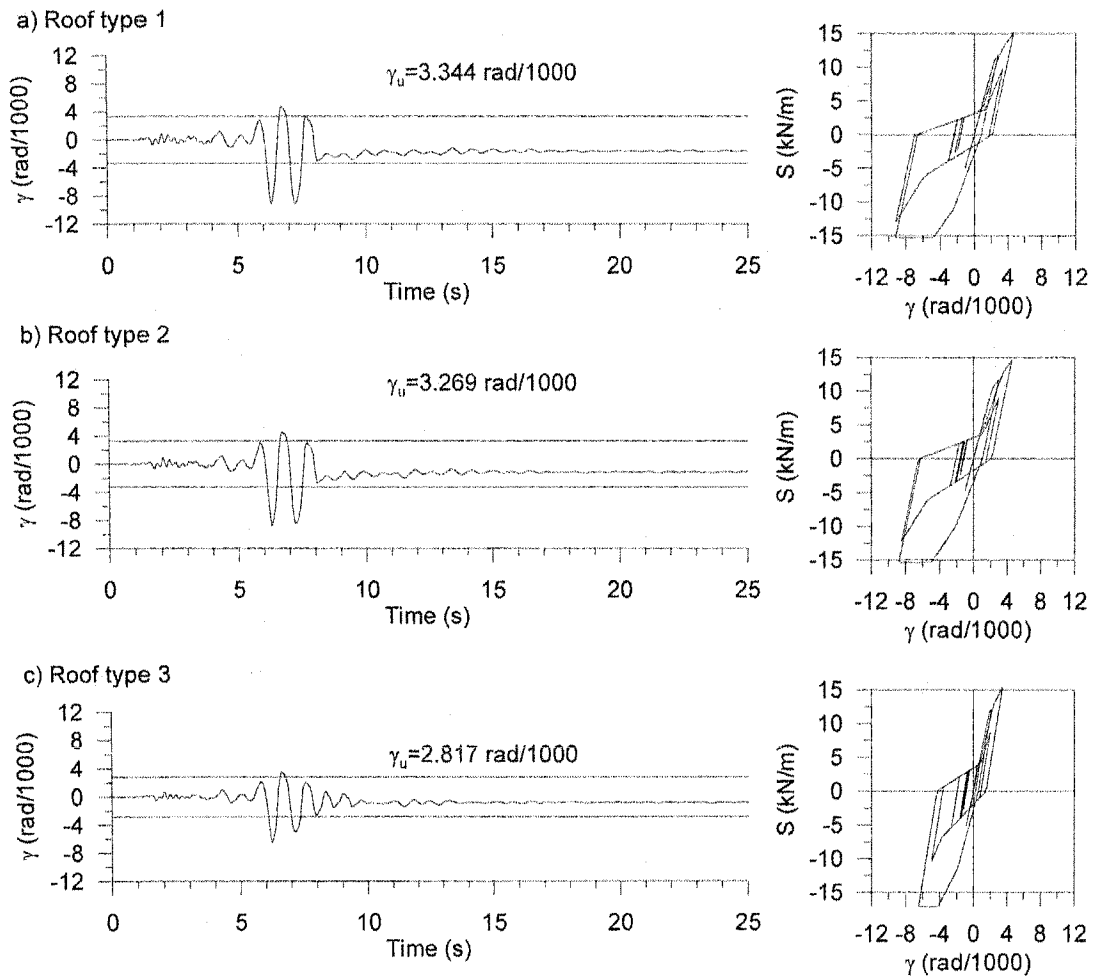 a) Roof type 1
γu=3.344 rad/1000
γ (rad/1000)
12
8
4
0
-4
-8
-12
0 5 10 15 20 25
Time (s)
S (kN/m)
15
10
5
0
-5
-10
-15
-12 -8 -4 0 4 8 12
γ (rad/1000)
b) Roof type 2
γu=3.269 rad/1000
γ (rad/1000)
12
8
4
0
-4
-8
-12
0 5 10 15 20 25
Time (s)
S (kN/m)
15
10
5
0
-5
-10
-15
-12 -8 -4 0 4 8 12
γ (rad/1000)
c) Roof type 3
γu=2.817 rad/1000
γ (rad/1000)
12
8
4
0
-4
-8
-12
0 5 10 15 20 25
Time (s)
S (kN/m)
15
10
5
0
-5
-10
-15
-12 -8 -4 0 4 8 12
γ (rad/1000)